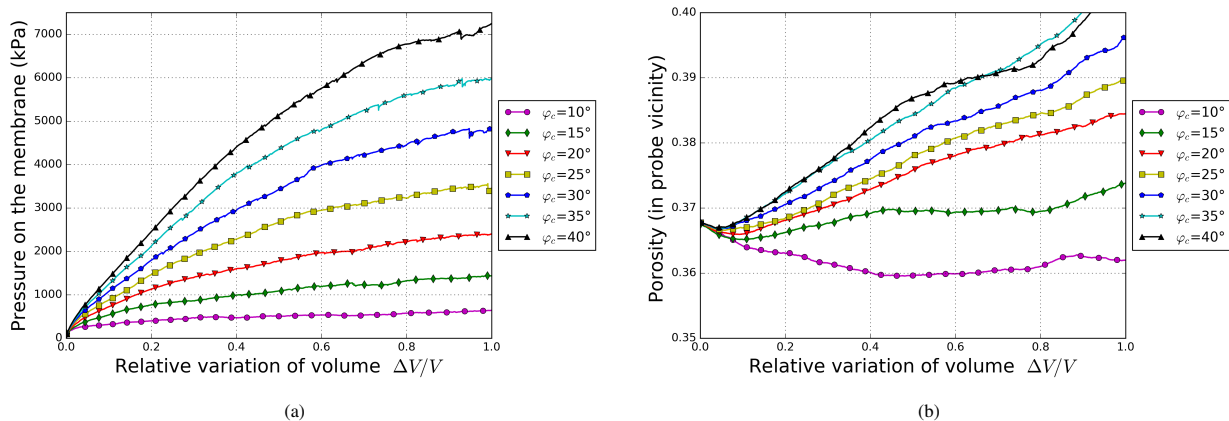 Pressure on the membrane (kPa)
7000
6000
5000
4000
3000
2000
1000
0
0.0 0.2 0.4 0.6 0.8 1.0
Relative variation of volume ΔV/V
φc=10°
φc=15°
φc=20°
φc=25°
φc=30°
φc=35°
φc=40°
(a)
Porosity (in probe vicinity)
0.40
0.39
0.38
0.37
0.36
0.35
0.0 0.2 0.4 0.6 0.8 1.0
Relative variation of volume ΔV/V
φc=10°
φc=15°
φc=20°
φc=25°
φc=30°
φc=35°
φc=40°
(b)